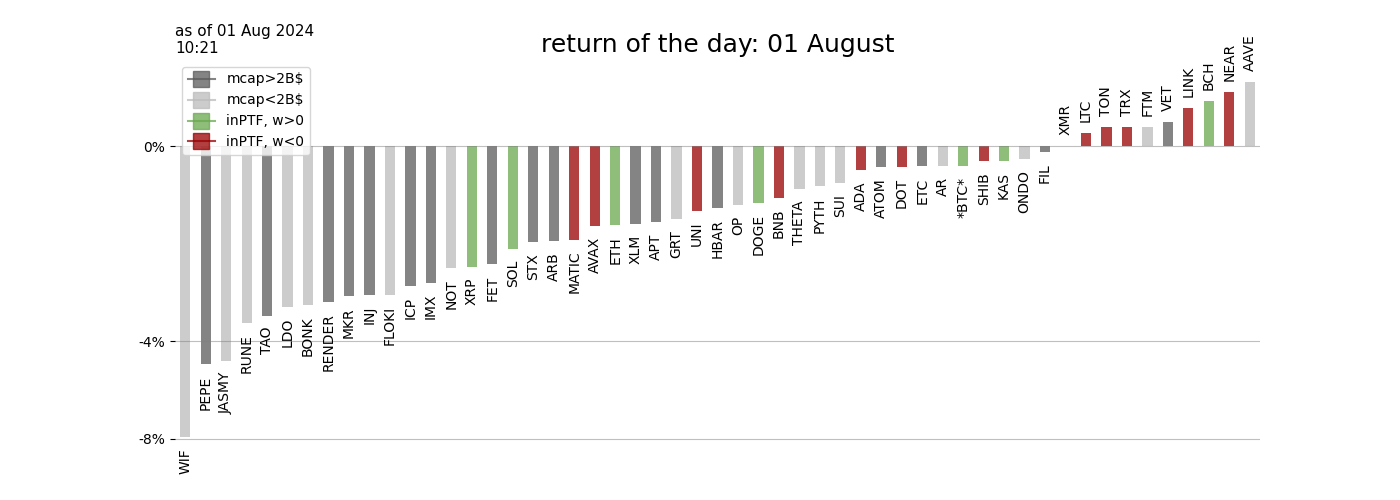 as of 01 Aug 2024
10:21
return of the day: 01 August
mcap>2B$
mcap<2B$
inPTF, w>0
inPTF, w<0
0%
-4%
-8%
WIF
PEPE
JASMY
RUNE
TAO
LDO
BONK
RENDER
MKR
INJ
FLOKI
ICP
IMX
NOT
XRP
FET
SOL
STX
ARB
MATIC
AVAX
ETH
XLM
APT
GRT
UNI
HBAR
OP
DOGE
BNB
THETA
PYTH
SUI
ADA
ATOM
DOT
ETC
AR
*BTC*
SHIB
KAS
ONDO
FIL
XMR
LTC
TON
TRX
FTM
VET
LINK
BCH
NEAR
AAVE